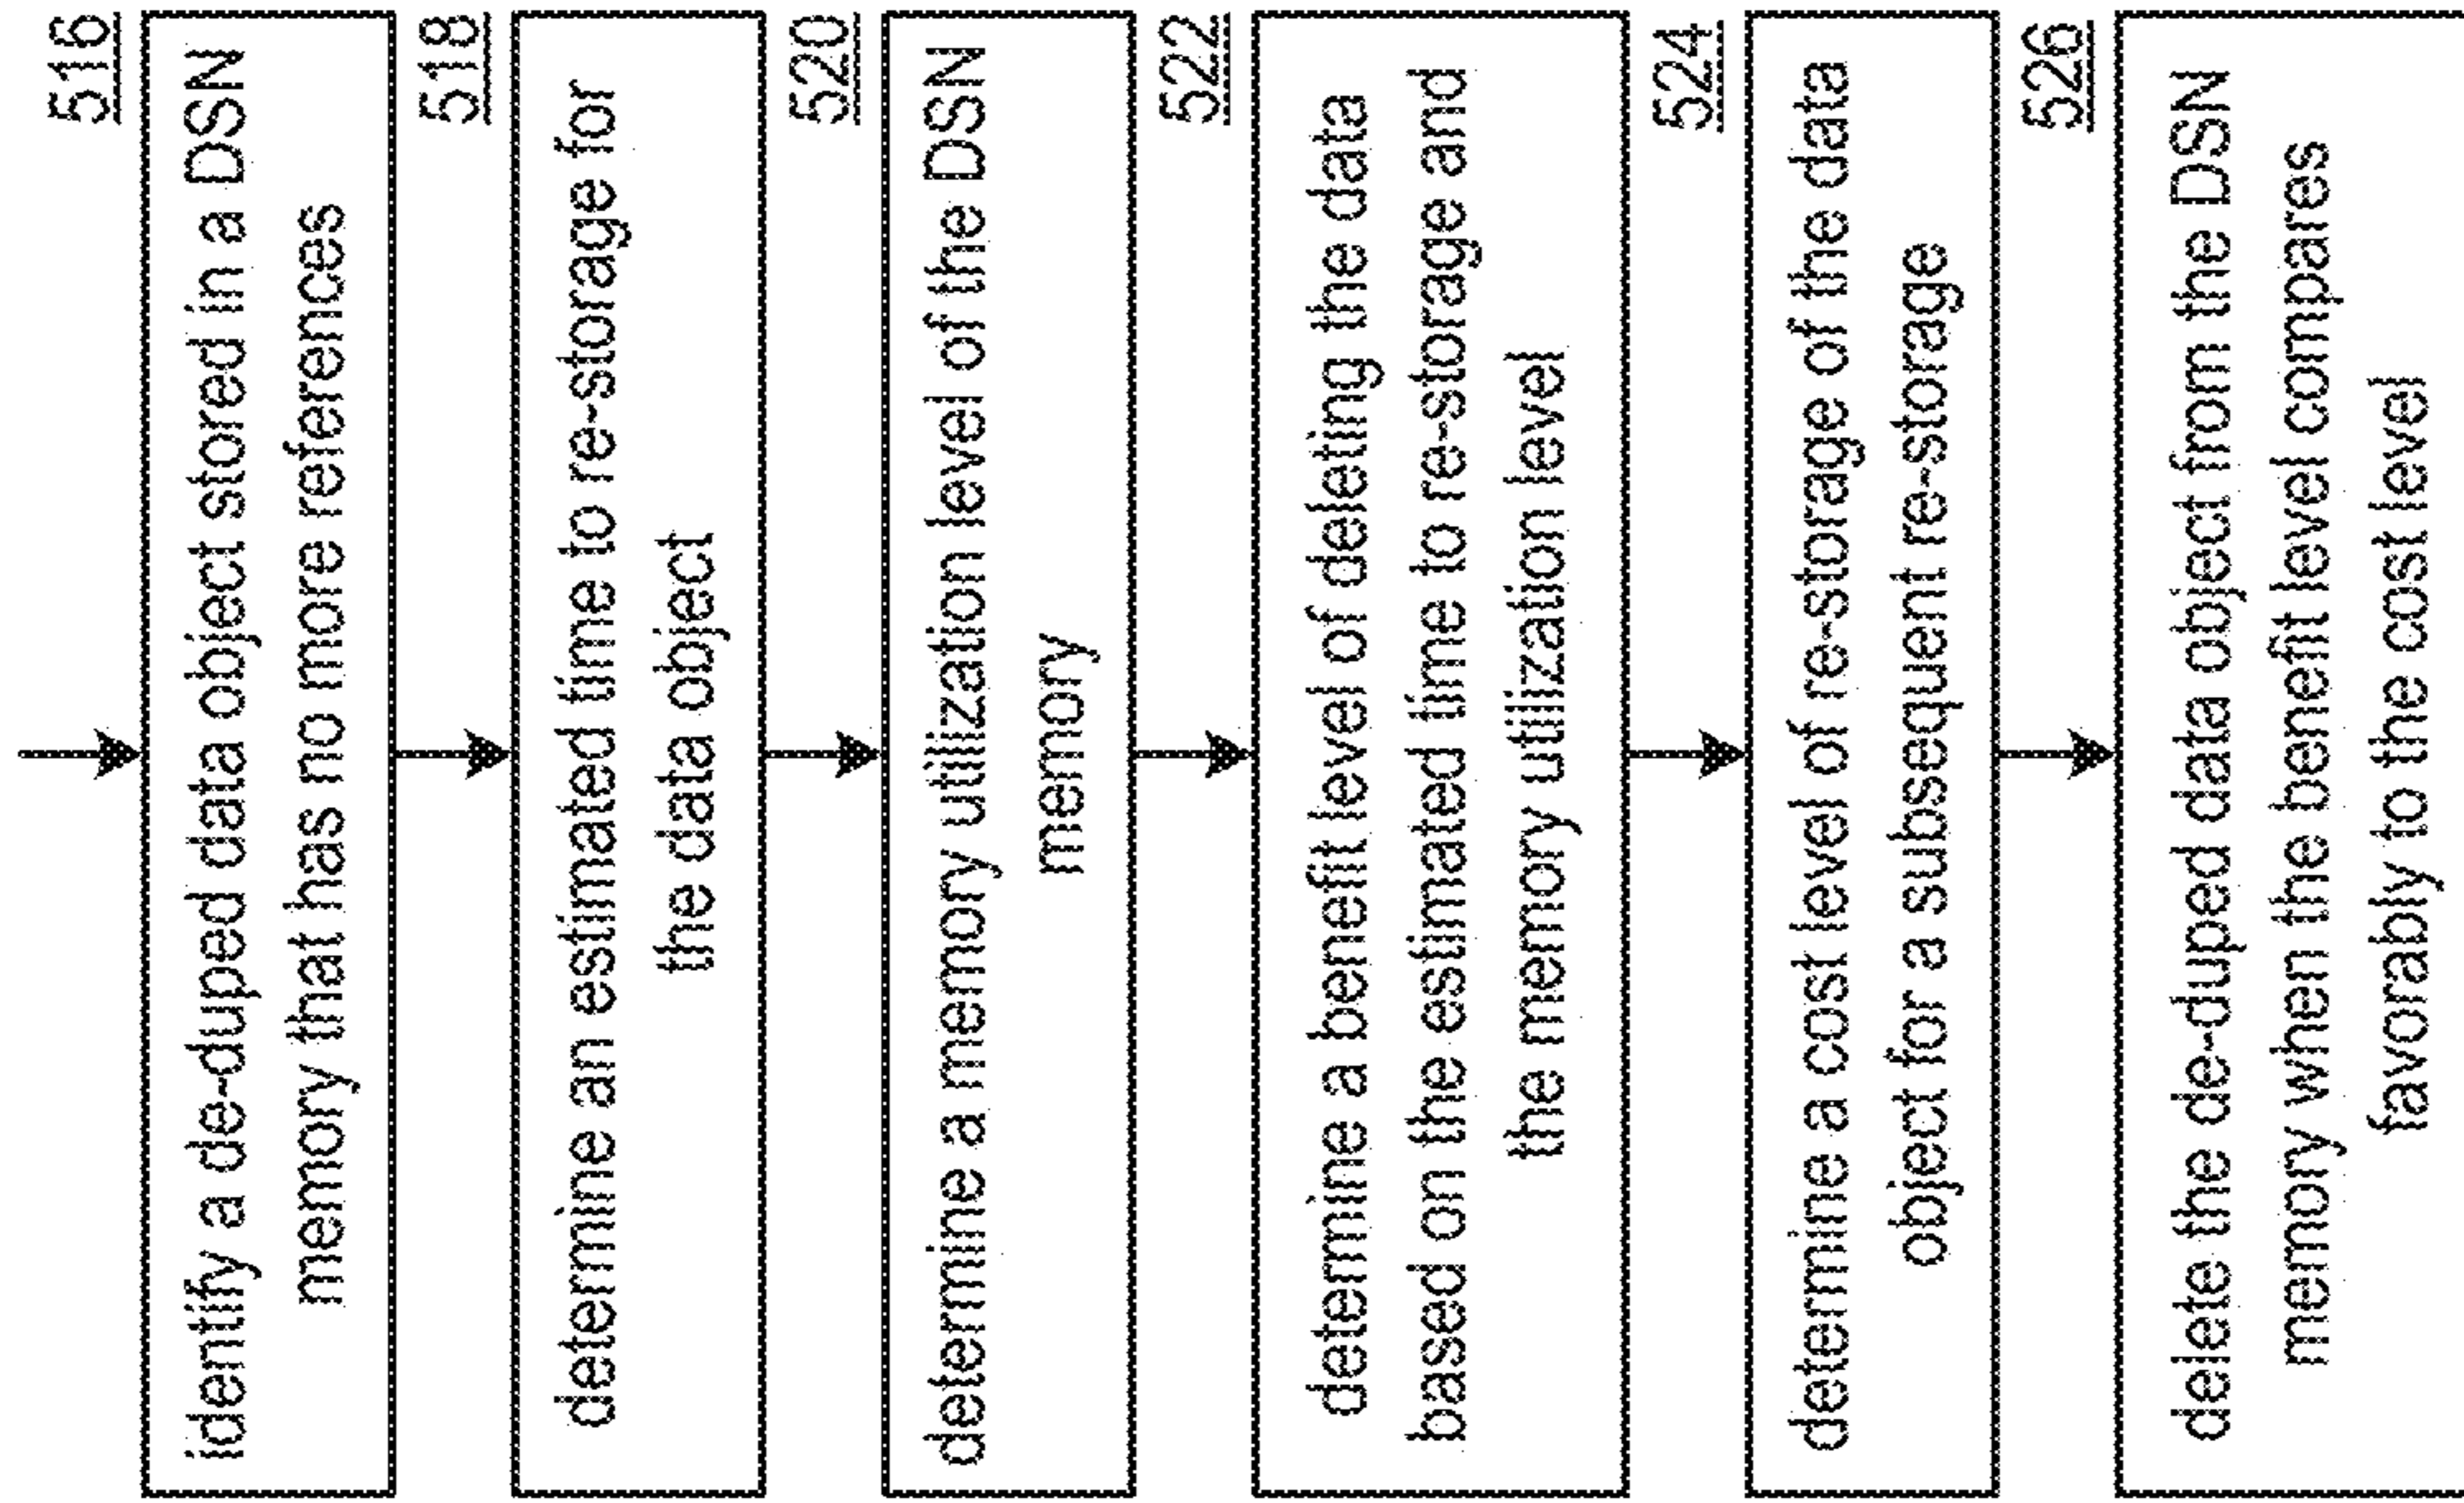 516
identify a de-duped data object stored in a DSN
memory that has no more references
518
determine an estimated time to re-storage for
the data object
520
determine a memory utilization level of the DSN
memory
522
determine a benefit level of deleting the data
based on the estimated time to re-storage and
the memory utilization level
524
determine a cost level of re-storage of the data
object for a subsequent re-storage
526
delete the de-duped data object from the DSN
memory when the benefit level compares
favorably to the cost level